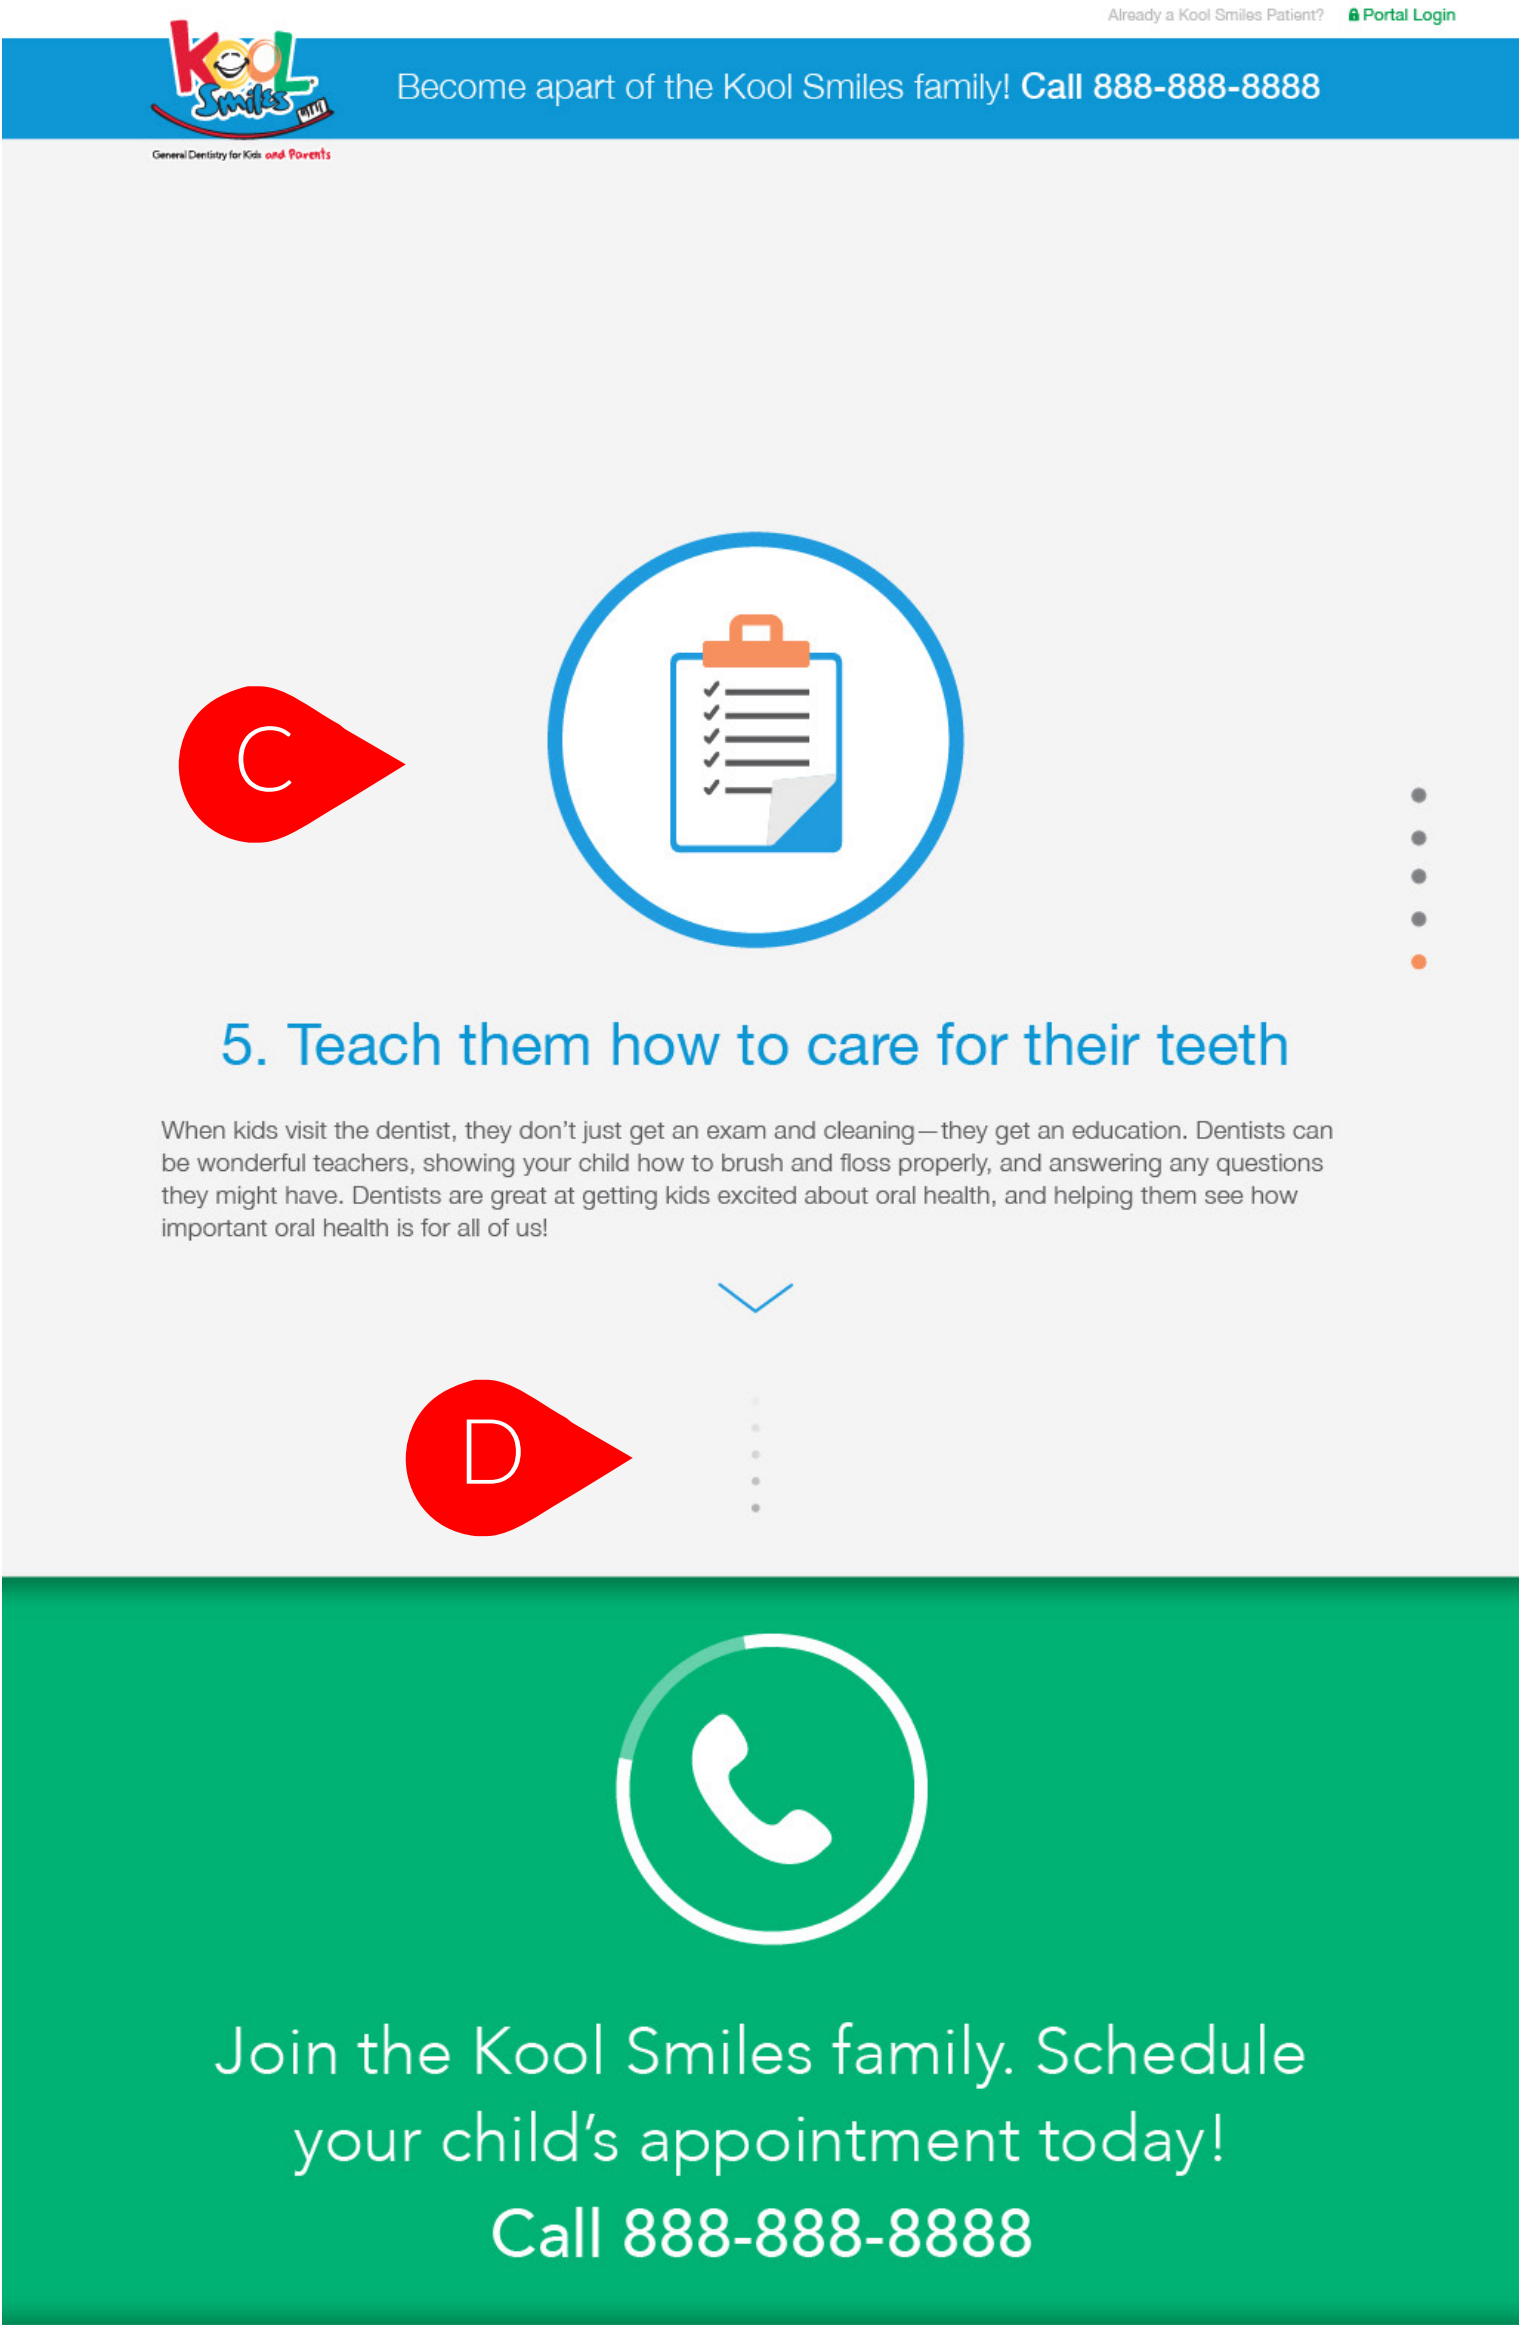 Already a Kool Smiles Patient? Portal Login
KOOL
Smiles
Become apart of the Kool Smiles family! Call 888-888-8888
General Dentistry for Kids and Parents
C
5. Teach them how to care for their teeth
When kids visit the dentist, they don’t just get an exam and cleaning—they get an education. Dentists can
be wonderful teachers, showing your child how to brush and floss properly, and answering any questions
they might have. Dentists are great at getting kids excited about oral health, and helping them see how
important oral health is for all of us!
D
Join the Kool Smiles family. Schedule
your child’s appointment today!
Call 888-888-8888